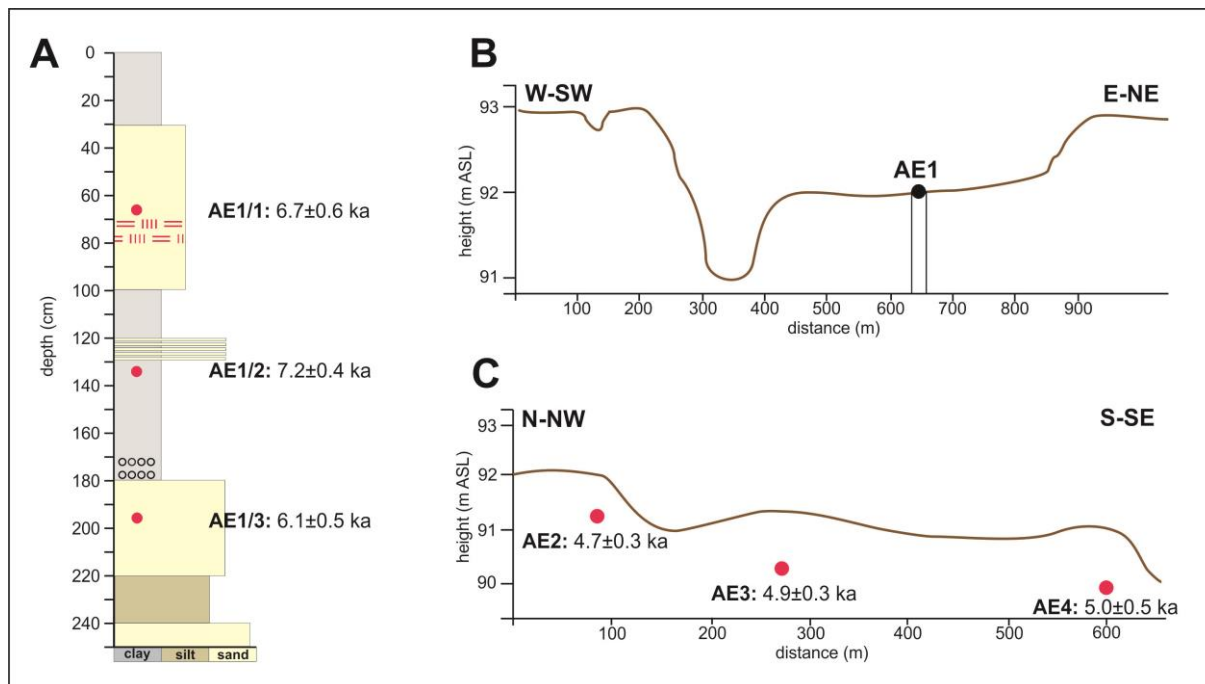 A
0
20
40
60
80
100
120
140
160
180
200
220
240
depth (cm)
AE1/1: 6.7±0.6 ka
AE1/2: 7.2±0.4 ka
AE1/3: 6.1±0.5 ka
clay silt sand
B
W-SW E-NE
AE1
93
92
91
height (m ASL)
100 200 300 400 500 600 700 800 900
distance (m)
C
N-NW S-SE
93
92
91
90
height (m ASL)
AE2: 4.7±0.3 ka
AE3: 4.9±0.3 ka
AE4: 5.0±0.5 ka
100 200 300 400 500 600
distance (m)